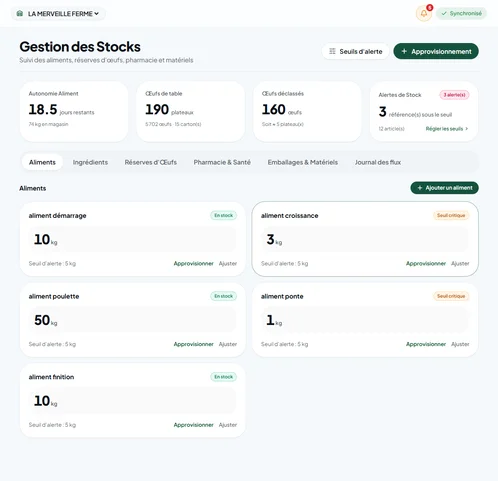 LA MERVEILLE FERME
6
Synchronisé
Gestion des Stocks
Suivi des aliments, réserves d'œufs, pharmacie et matériels
Seuils d'alerte
+ Approvisionnement
Autonomie Aliment
18.5 jours restants
74 kg en magasin
Œufs de table
190 plateaux
5 702 œufs · 15 carton(s)
Œufs déclassés
160 œufs
Soit ≈ 5 plateau(x)
Alertes de Stock
3 alerte(s)
3 référence(s) sous le seuil
12 article(s)
Régler les seuils >
Aliments
Ingrédients
Réserves d'Œufs
Pharmacie & Santé
Emballages & Matériels
Journal des flux
Aliments
+ Ajouter un aliment
aliment démarrage
En stock
10 kg
Seuil d'alerte : 5 kg
Approvisionner
Ajuster
aliment croissance
Seuil critique
3 kg
Seuil d'alerte : 5 kg
Approvisionner
Ajuster
aliment poulette
En stock
50 kg
Seuil d'alerte : 5 kg
Approvisionner
Ajuster
aliment ponte
Seuil critique
1 kg
Seuil d'alerte : 5 kg
Approvisionner
Ajuster
aliment finition
En stock
10 kg
Seuil d'alerte : 5 kg
Approvisionner
Ajuster